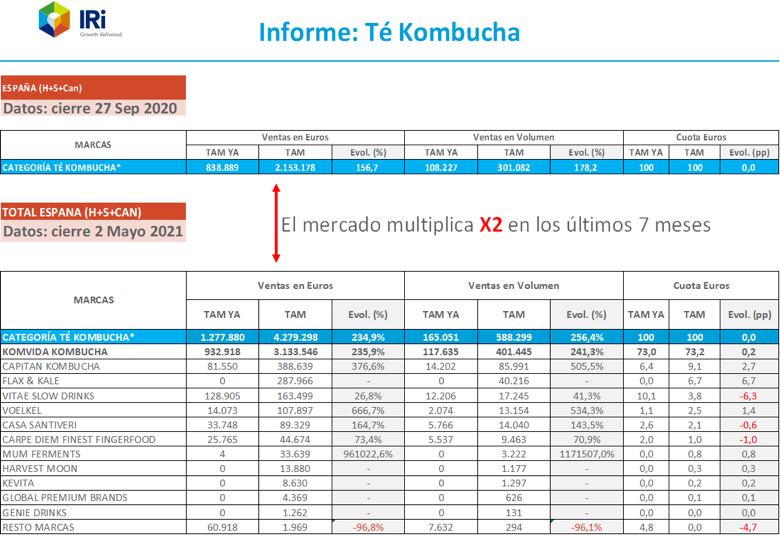 IRi
Growth delivered.
Informe: Té Kombucha
ESPAÑA (H+S+Can)
Datos: cierre 27 Sep 2020
MARCAS Ventas en Euros Ventas en Volumen Cuota Euros
TAM YA TAM Evol. (%) TAM YA TAM Evol. (%) TAM YA TAM Evol. (pp)
CATEGORÍA TÉ KOMBUCHA* 838.889 2.153.178 156,7 108.227 301.082 178,2 100 100 0,0
TOTAL ESPANA (H+S+CAN)
Datos: cierre 2 Mayo 2021
El mercado multiplica X2 en los últimos 7 meses
MARCAS Ventas en Euros Ventas en Volumen Cuota Euros
TAM YA TAM Evol. (%) TAM YA TAM Evol. (%) TAM YA TAM Evol. (pp)
CATEGORÍA TÉ KOMBUCHA* 1.277.880 4.279.298 234,9% 165.051 588.299 256,4% 100 100 0,0
KOMVIDA KOMBUCHA 932.918 3.133.546 235,9% 117.635 401.445 241,3% 73,0 73,2 0,2
CAPITAN KOMBUCHA 81.550 388.639 376,6% 14.202 85.991 505,5% 6,4 9,1 2,7
FLAX & KALE 0 287.966 - 0 40.216 - 0,0 6,7 6,7
VITAE SLOW DRINKS 128.905 163.499 26,8% 12.206 17.245 41,3% 10,1 3,8 -6,3
VOELKEL 14.073 107.897 666,7% 2.074 13.154 534,3% 1,1 2,5 1,4
CASA SANTIVERI 33.748 89.329 164,7% 5.766 14.040 143,5% 2,6 2,1 -0,6
CARPE DIEM FINEST FINGERFOOD 25.765 44.674 73,4% 5.537 9.463 70,9% 2,0 1,0 -1,0
MUM FERMENTS 4 33.639 961022,6% 0 3.222 1171507,0% 0,0 0,8 0,8
HARVEST MOON 0 13.880 - 0 1.177 - 0,0 0,3 0,3
KEVITA 0 8.630 - 0 1.297 - 0,0 0,2 0,2
GLOBAL PREMIUM BRANDS 0 4.369 - 0 626 - 0,0 0,1 0,1
GENIE DRINKS 0 1.262 - 0 131 - 0,0 0,0 0,0
RESTO MARCAS 60.918 1.969 -96,8% 7.632 294 -96,1% 4,8 0,0 -4,7